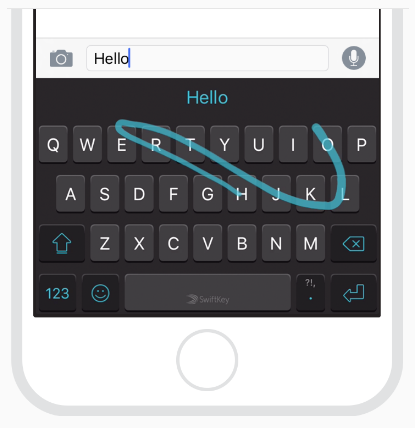 Hello
Hello
Q W E R T Y U I O P
A S D F G H J K L
Z X C V B N M
123 SwiftKey ?!, .